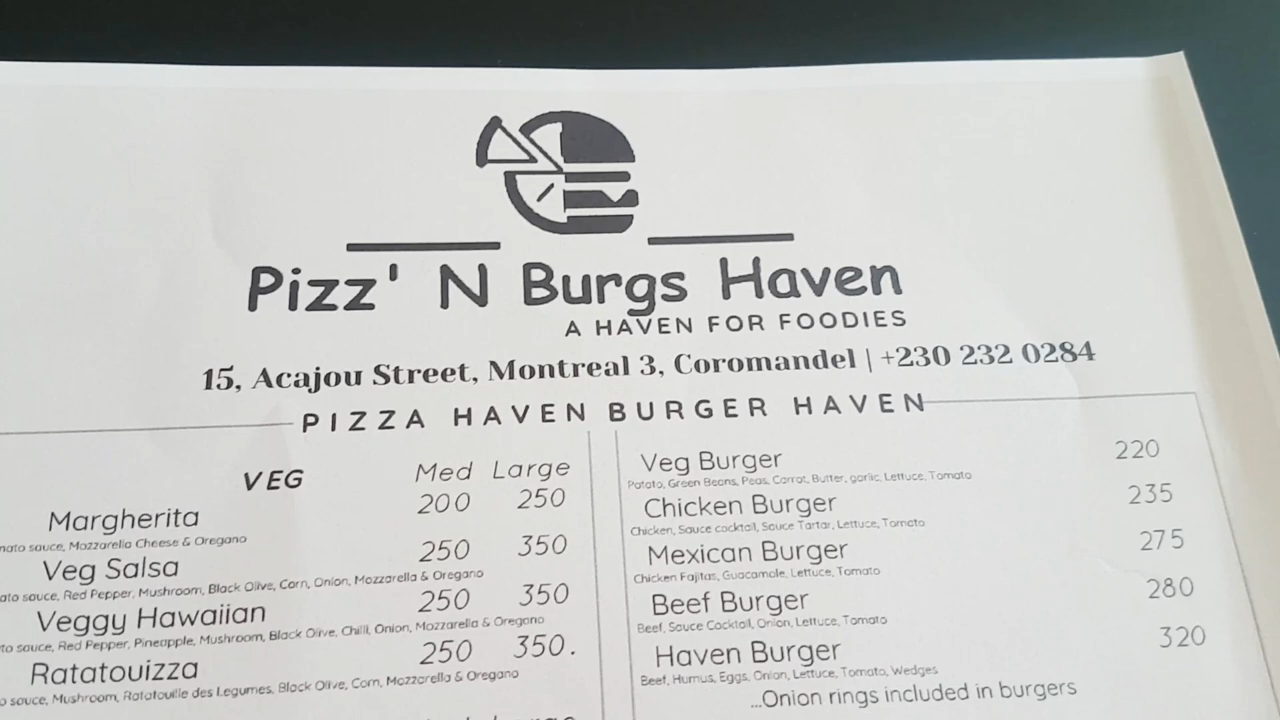 Pizz' N Burgs Haven
A HAVEN FOR FOODIES
15, Acajou Street, Montreal 3, Coromandel | +230 232 0284
PIZZA HAVEN BURGER HAVEN
VEG Med Large
Margherita 200 250
sauce, Mozzarella Cheese & Oregano
Veg Salsa 250 350
sauce, Red Pepper, Mushroom, Black Olive, Corn, Onion, Mozzarella & Oregano
Veggy Hawaiian 250 350
sauce, Red Pepper, Pineapple, Mushroom, Black Olive, Chilli, Onion, Mozzarella & Oregano
Ratatouizza 250 350.
sauce, Mushroom, Ratatouille des Legumes, Black Olive, Corn, Mozzarella & Oregano
Veg Burger 220
Potato, Green Beans, Peas, Carrot, Butter, garlic, Lettuce, Tomato
Chicken Burger 235
Chicken, Sauce cocktail, Sauce Tartar, Lettuce, Tomato
Mexican Burger 275
Chicken Fajitas, Guacamole, Lettuce, Tomato
Beef Burger 280
Beef, Sauce Cocktail, Onion, Lettuce, Tomato
Haven Burger 320
Beef, Humus, Eggs, Onion, Lettuce, Tomato, Wedges
...Onion rings included in burgers